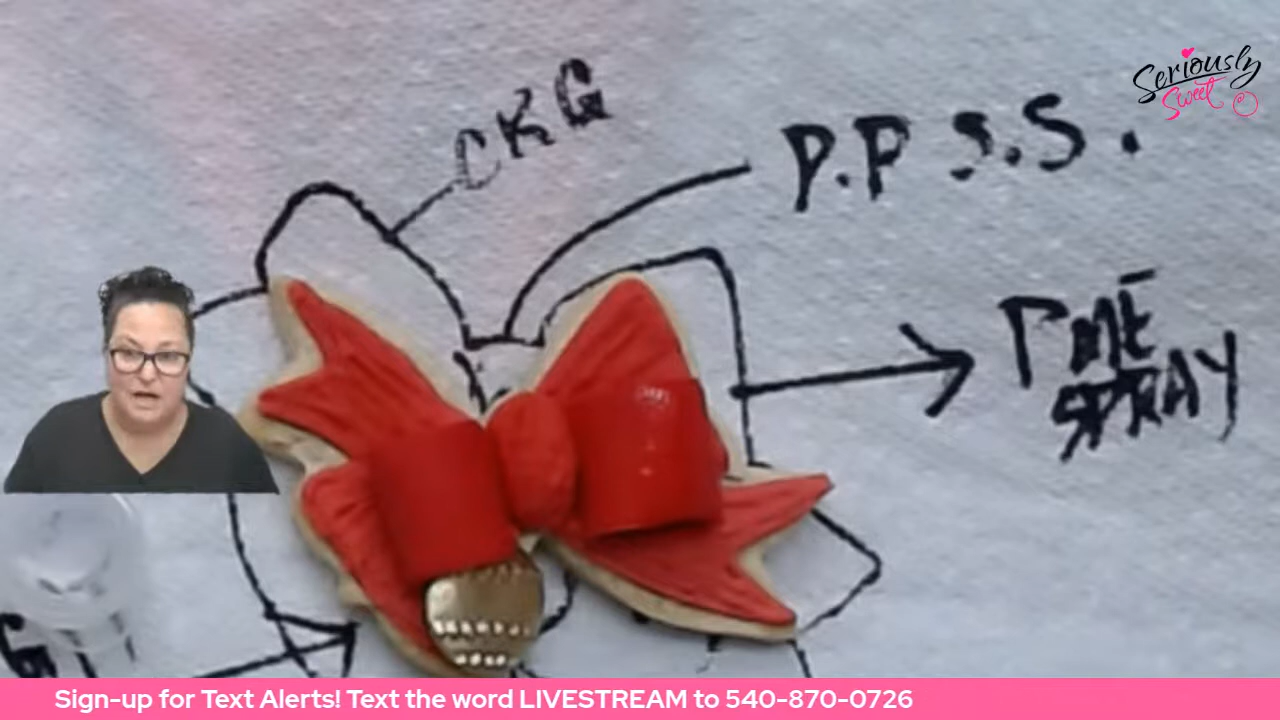 Seriously
Sweet
CKG
P.P S.S.
PME
SPRAY
G
Sign-up for Text Alerts! Text the word LIVESTREAM to 540-870-0726